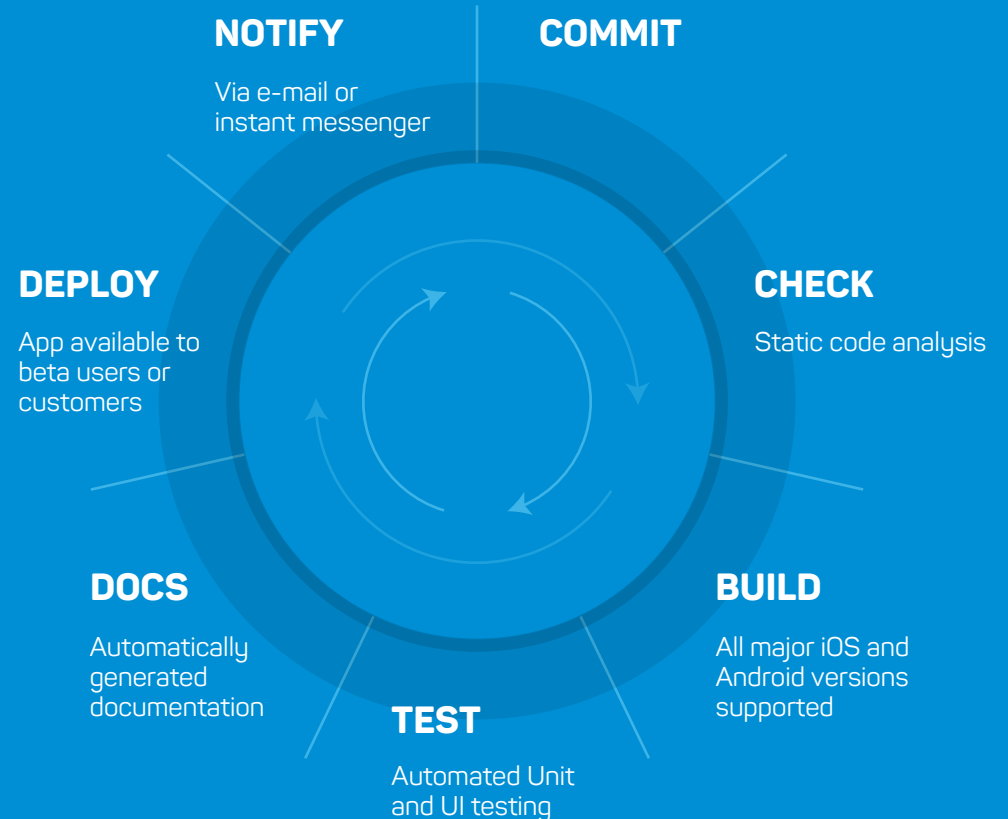 NOTIFY
Via e-mail or
instant messenger
COMMIT
CHECK
Static code analysis
BUILD
All major iOS and
Android versions
supported
TEST
Automated Unit
and UI testing
DOCS
Automatically
generated
documentation
DEPLOY
App available to
beta users or
customers